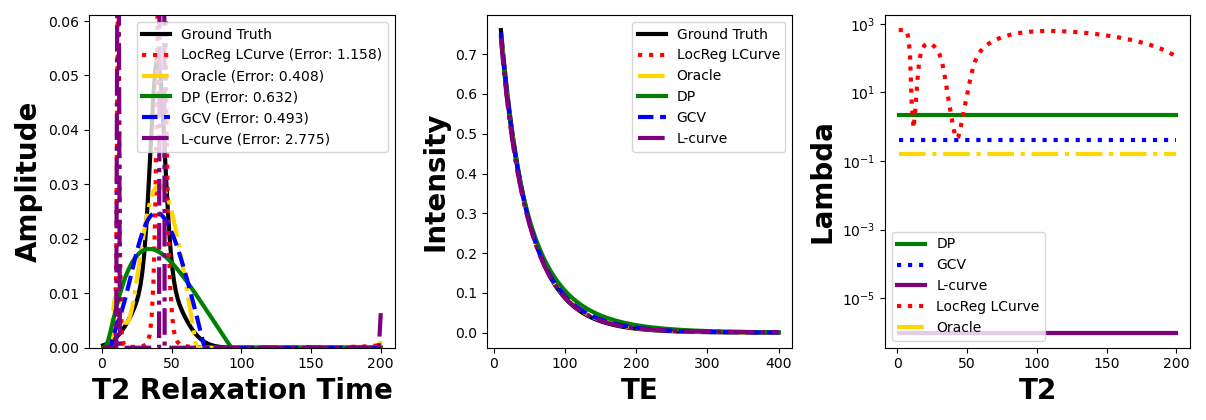 0.06
0.05
0.04
0.03
0.02
0.01
0.00
0
50
100
150
200
Amplitude
T2 Relaxation Time
Ground Truth
LocReg LCurve (Error: 1.158)
Oracle (Error: 0.408)
DP (Error: 0.632)
GCV (Error: 0.493)
L-curve (Error: 2.775)
0.7
0.6
0.5
0.4
0.3
0.2
0.1
0.0
0
100
200
300
400
Intensity
TE
Ground Truth
LocReg LCurve
Oracle
DP
GCV
L-curve
10³
10¹
10⁻¹
10⁻³
10⁻⁵
0
50
100
150
200
Lambda
T2
DP
GCV
L-curve
LocReg LCurve
Oracle